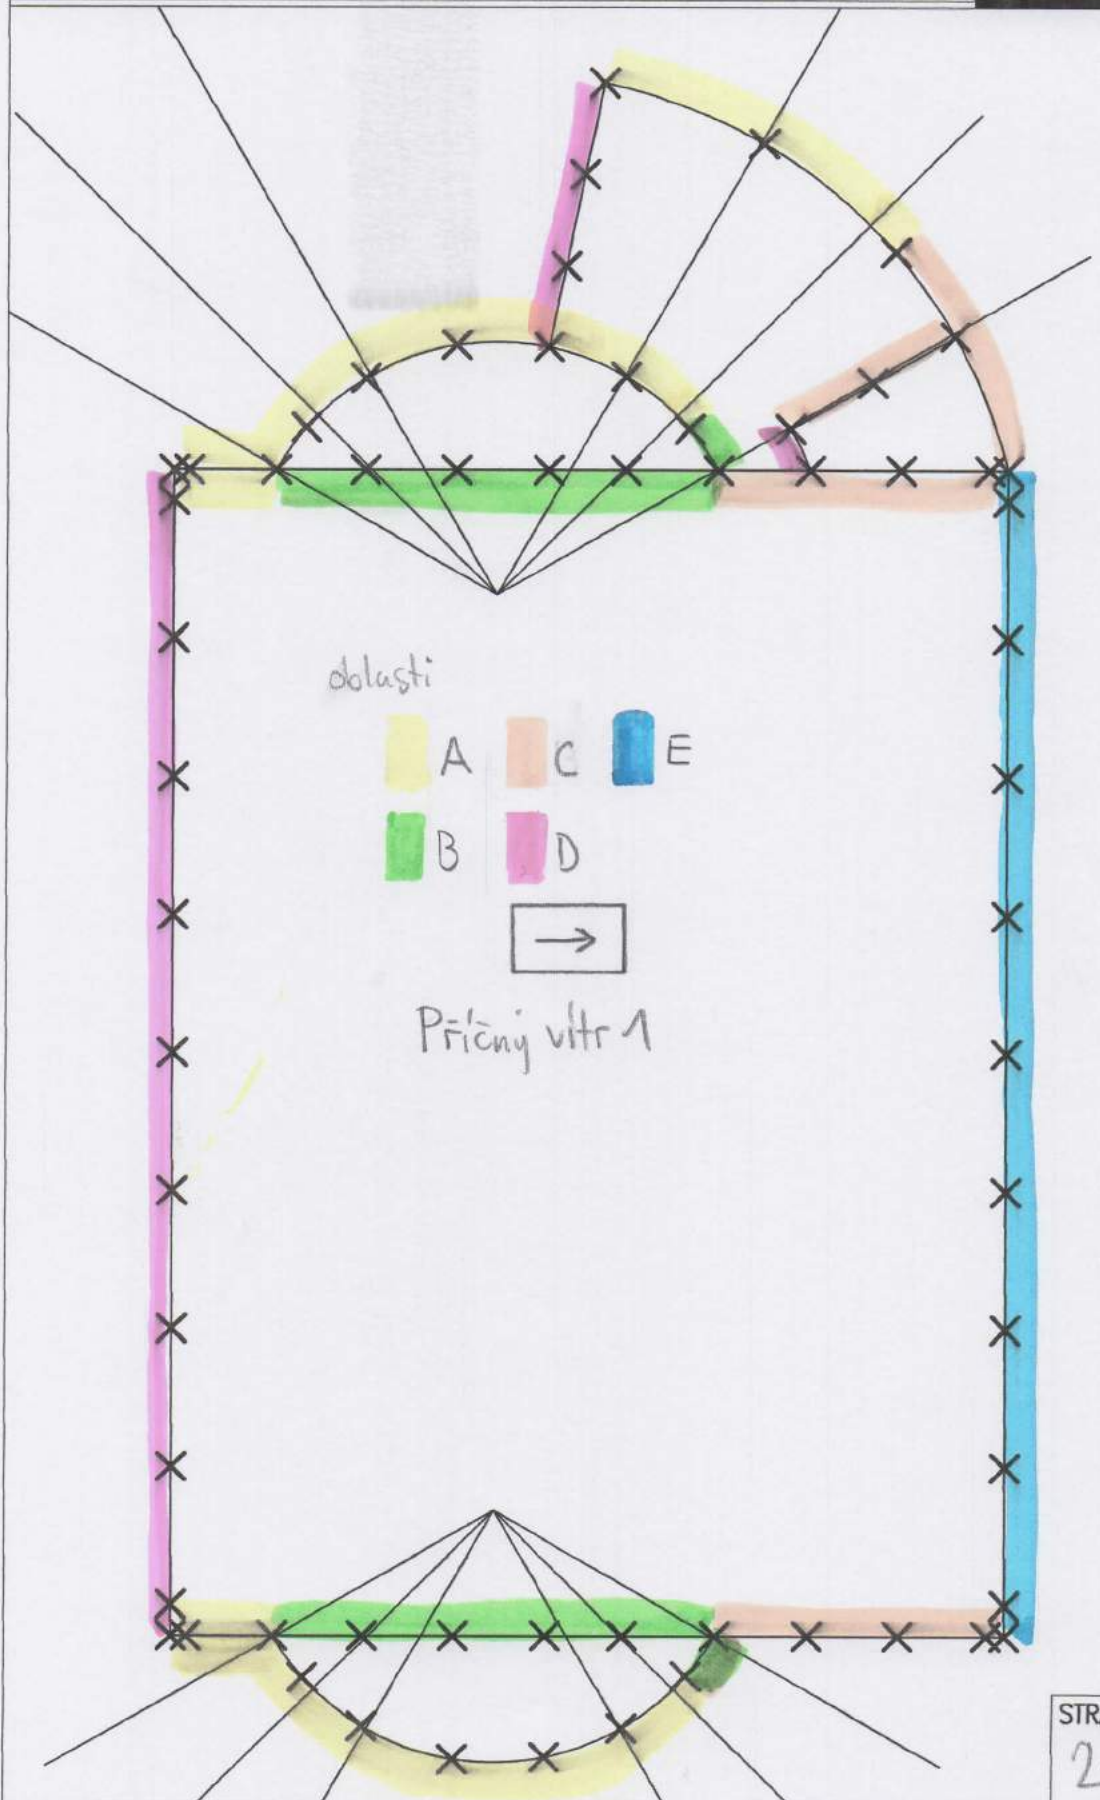 oblasti
A C E
B D
→
Příčný vítr 1
STR
2